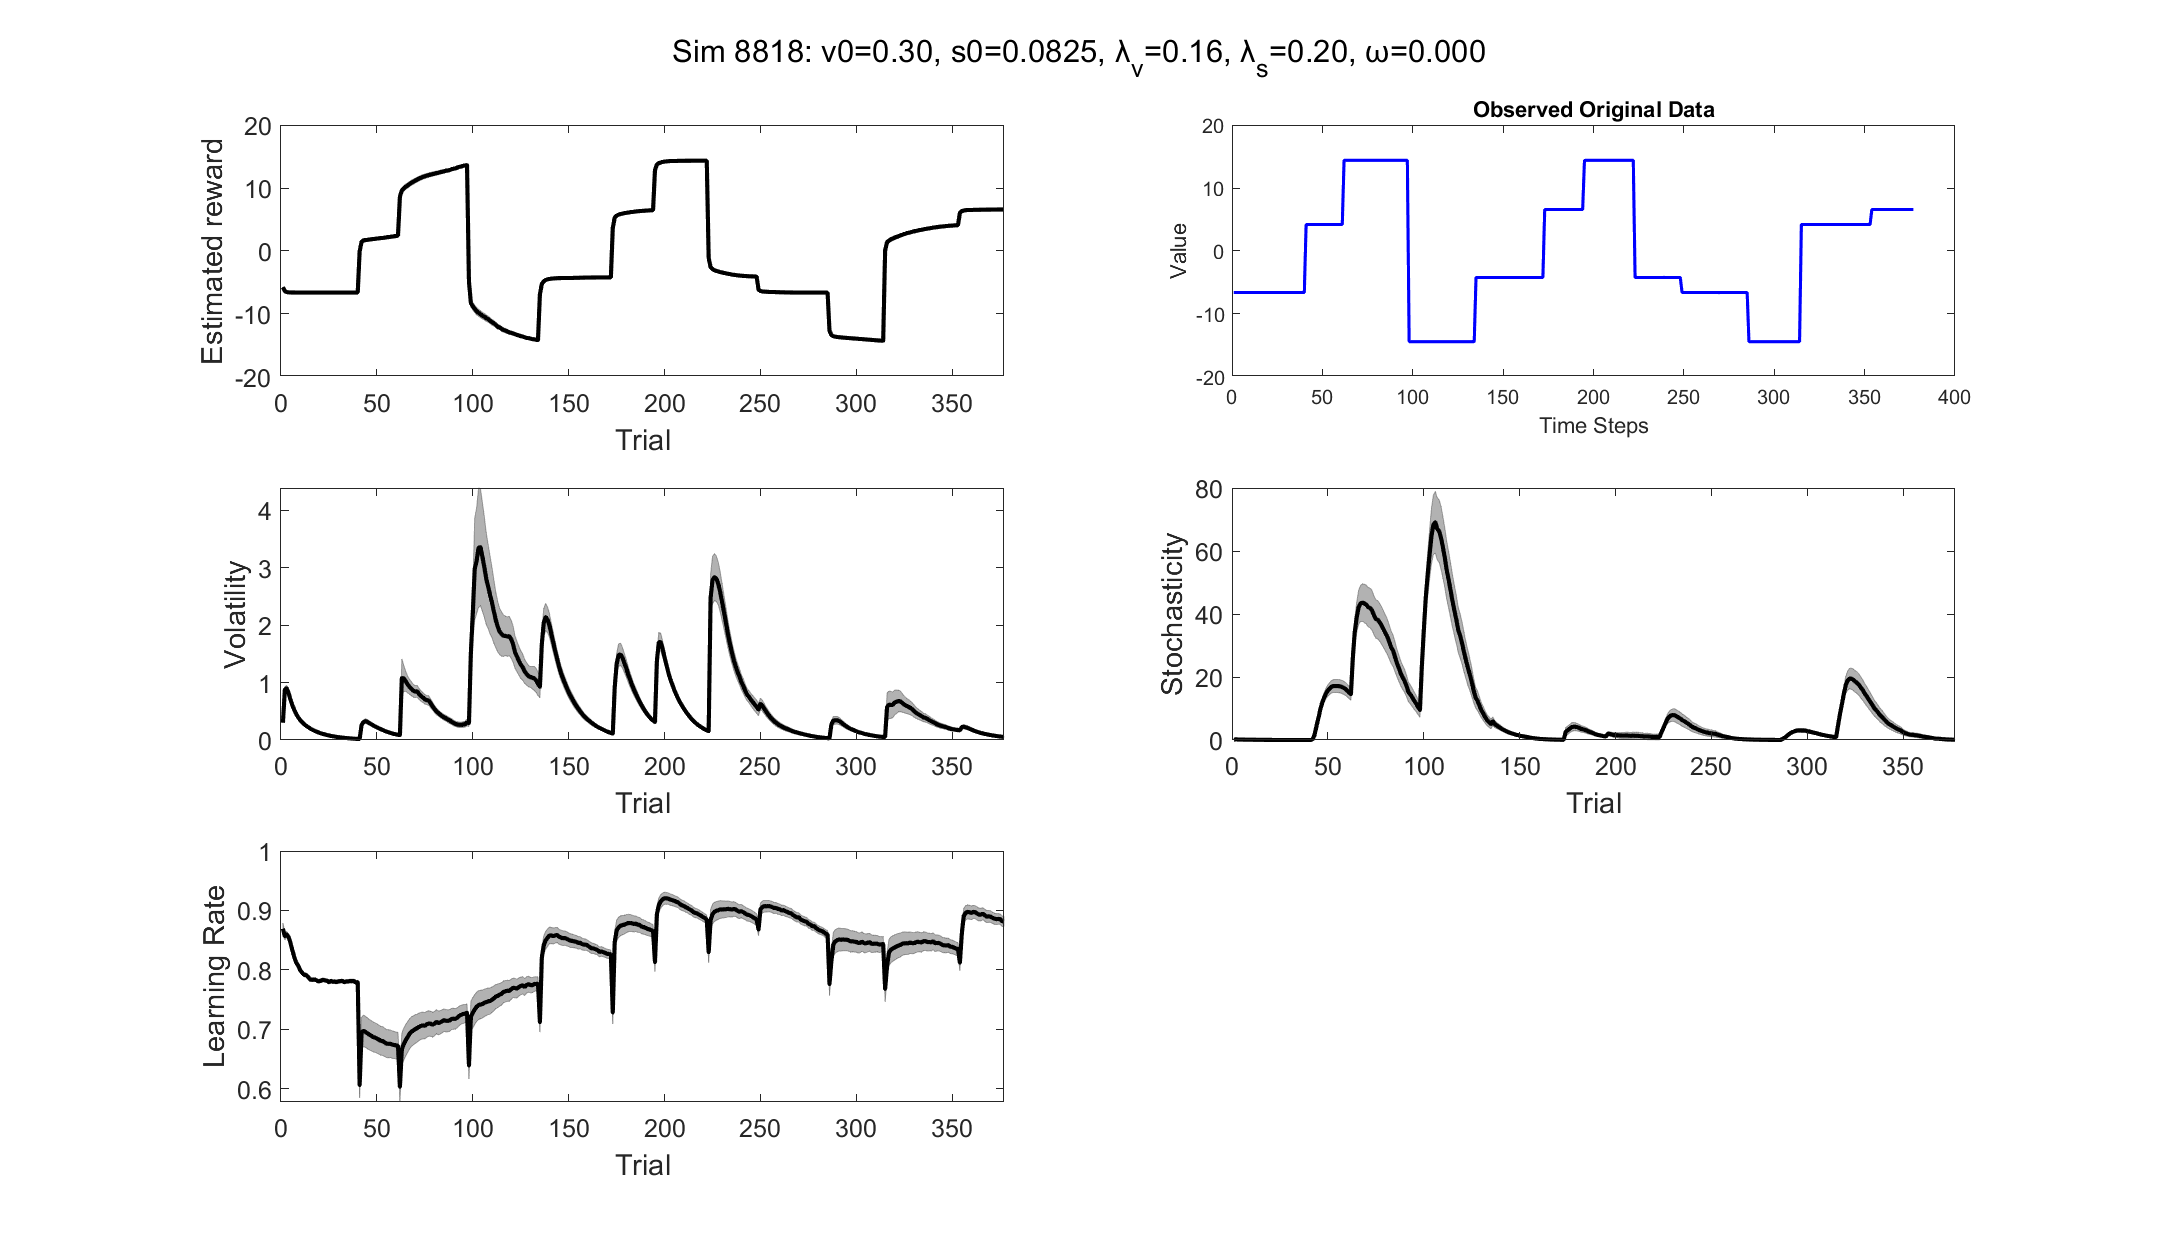 Sim 8818: v0=0.30, s0=0.0825, λ_v=0.16, λ_s=0.20, ω=0.000
Estimated reward
20
10
0
-10
-20
0 50 100 150 200 250 300 350
Trial
Observed Original Data
Value
20
10
0
-10
-20
0 50 100 150 200 250 300 350 400
Time Steps
Volatility
4
3
2
1
0
0 50 100 150 200 250 300 350
Trial
Stochasticity
80
60
40
20
0
0 50 100 150 200 250 300 350
Trial
Learning Rate
1
0.9
0.8
0.7
0.6
0 50 100 150 200 250 300 350
Trial